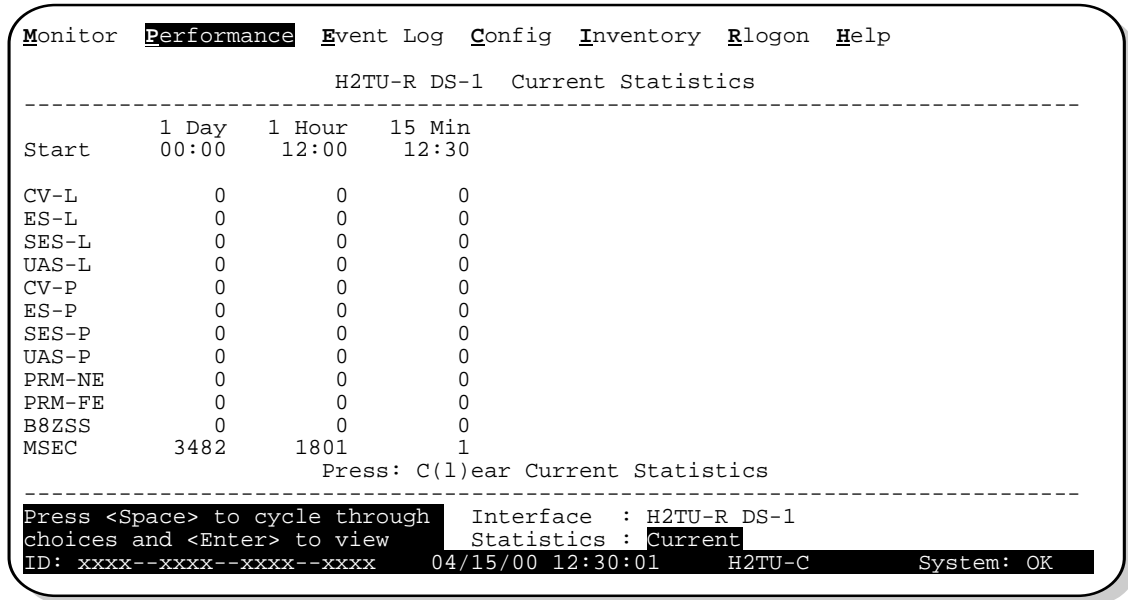 Monitor Performance Event Log Config Inventory Rlogon Help
H2TU-R DS-1 Current Statistics
--------------------------------------------------------------------------------
1 Day 1 Hour 15 Min
Start 00:00 12:00 12:30
CV-L 0 0 0
ES-L 0 0 0
SES-L 0 0 0
UAS-L 0 0 0
CV-P 0 0 0
ES-P 0 0 0
SES-P 0 0 0
UAS-P 0 0 0
PRM-NE 0 0 0
PRM-FE 0 0 0
B8ZSS 0 0 0
MSEC 3482 1801 1
Press: C(l)ear Current Statistics
--------------------------------------------------------------------------------
Press <Space> to cycle through Interface : H2TU-R DS-1
choices and <Enter> to view Statistics : Current
ID: xxxx--xxxx--xxxx--xxxx 04/15/00 12:30:01 H2TU-C System: OK